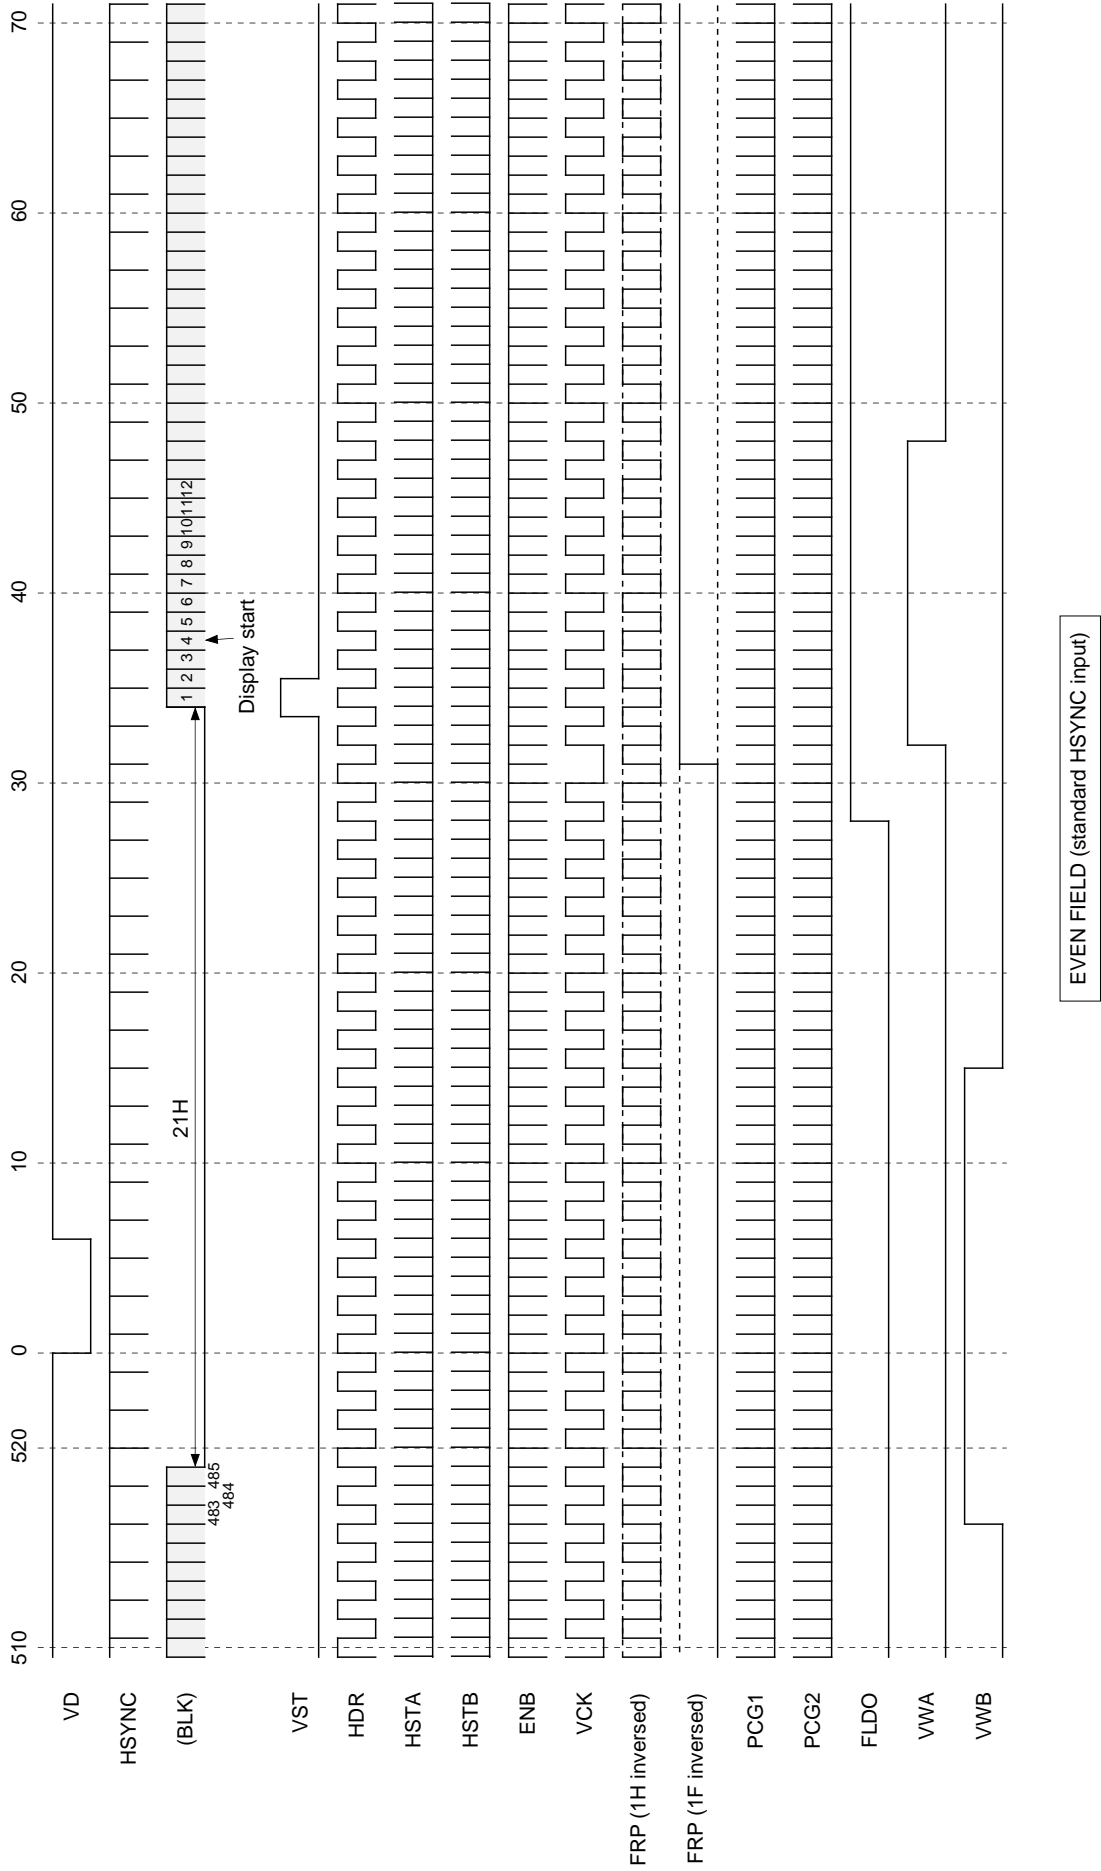 510
520
0
10
20
30
40
50
60
70
VD
HSYNC
(BLK)
483
484
485
21H
1 2 3 4 5 6 7 8 9 10 11 12
Display start
VST
HDR
HSTA
HSTB
ENB
VCK
FRP (1H inversed)
FRP (1F inversed)
PCG1
PCG2
FLDO
VWA
VWB
EVEN FIELD (standard HSYNC input)